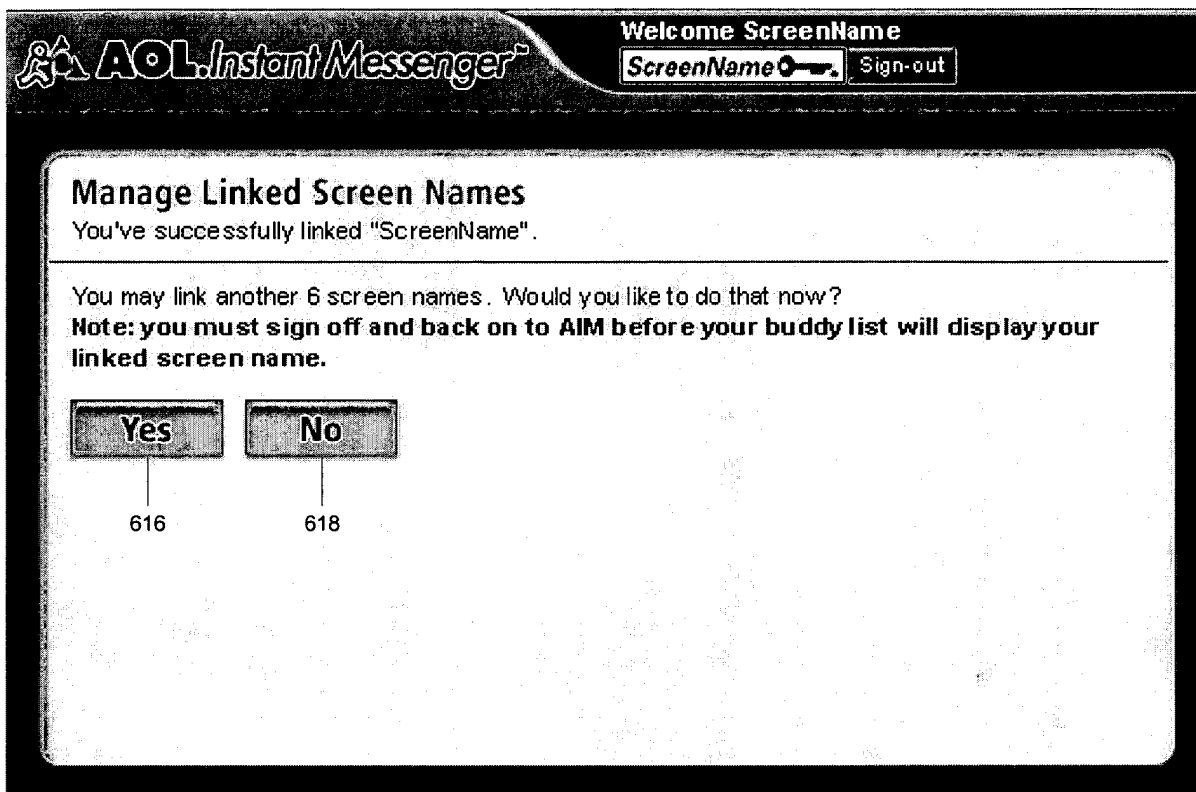 Welcome ScreenName
AOL Instant Messenger™
ScreenName Sign-out
Manage Linked Screen Names
You've successfully linked "ScreenName".
You may link another 6 screen names. Would you like to do that now?
Note: you must sign off and back on to AIM before your buddy list will display your
linked screen name.
Yes No
616 618